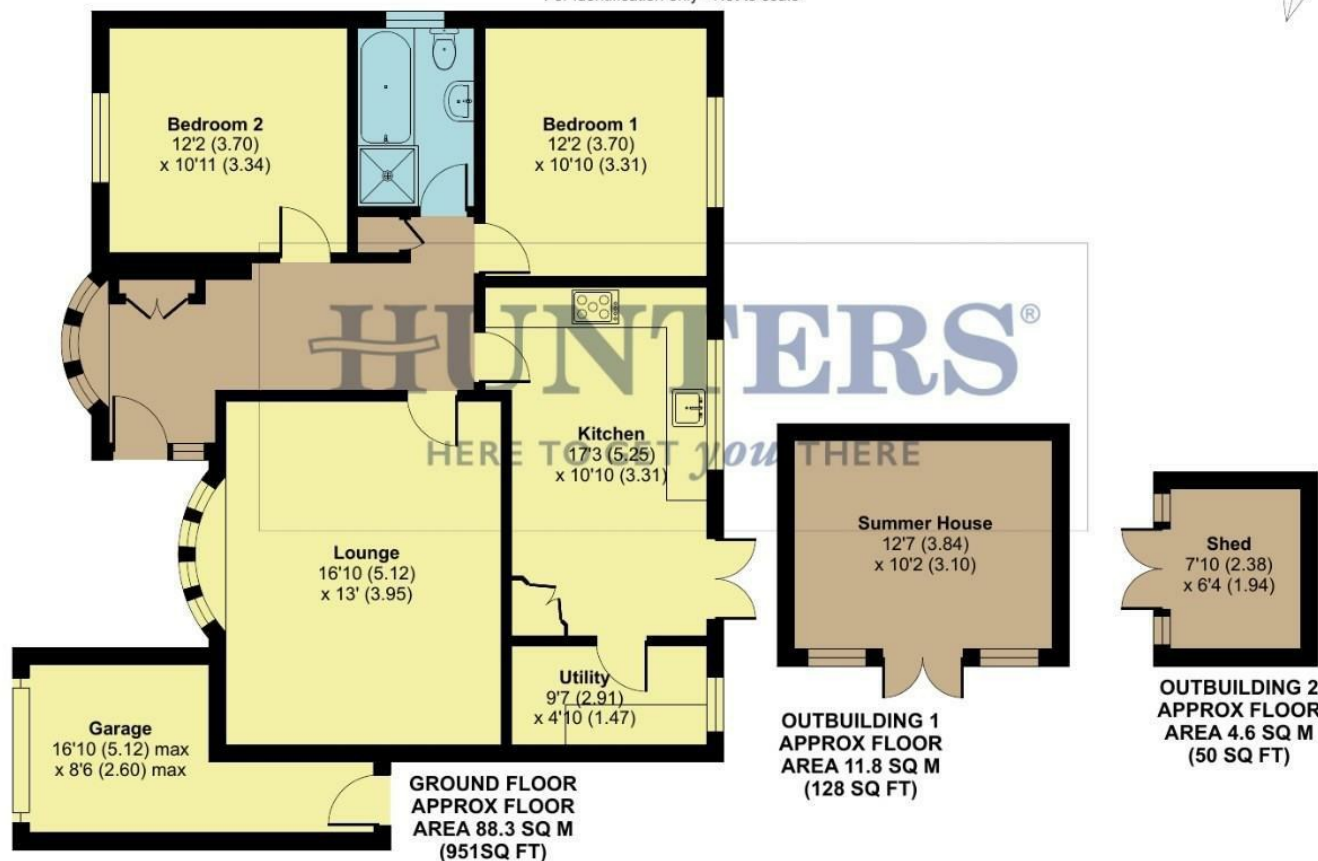 Bedroom 2
12'2 (3.70)
x 10'11 (3.34)
Bedroom 1
12'2 (3.70)
x 10'10 (3.31)
HUNTERS®
HERE TO GET you THERE
Kitchen
17'3 (5.25)
x 10'10 (3.31)
Lounge
16'10 (5.12)
x 13' (3.95)
Summer House
12'7 (3.84)
x 10'2 (3.10)
Shed
7'10 (2.38)
x 6'4 (1.94)
Utility
9'7 (2.91)
x 4'10 (1.47)
Garage
16'10 (5.12) max
x 8'6 (2.60) max
GROUND FLOOR
APPROX FLOOR
AREA 88.3 SQ M
(951SQ FT)
OUTBUILDING 1
APPROX FLOOR
AREA 11.8 SQ M
(128 SQ FT)
OUTBUILDING 2
APPROX FLOOR
AREA 4.6 SQ M
(50 SQ FT)